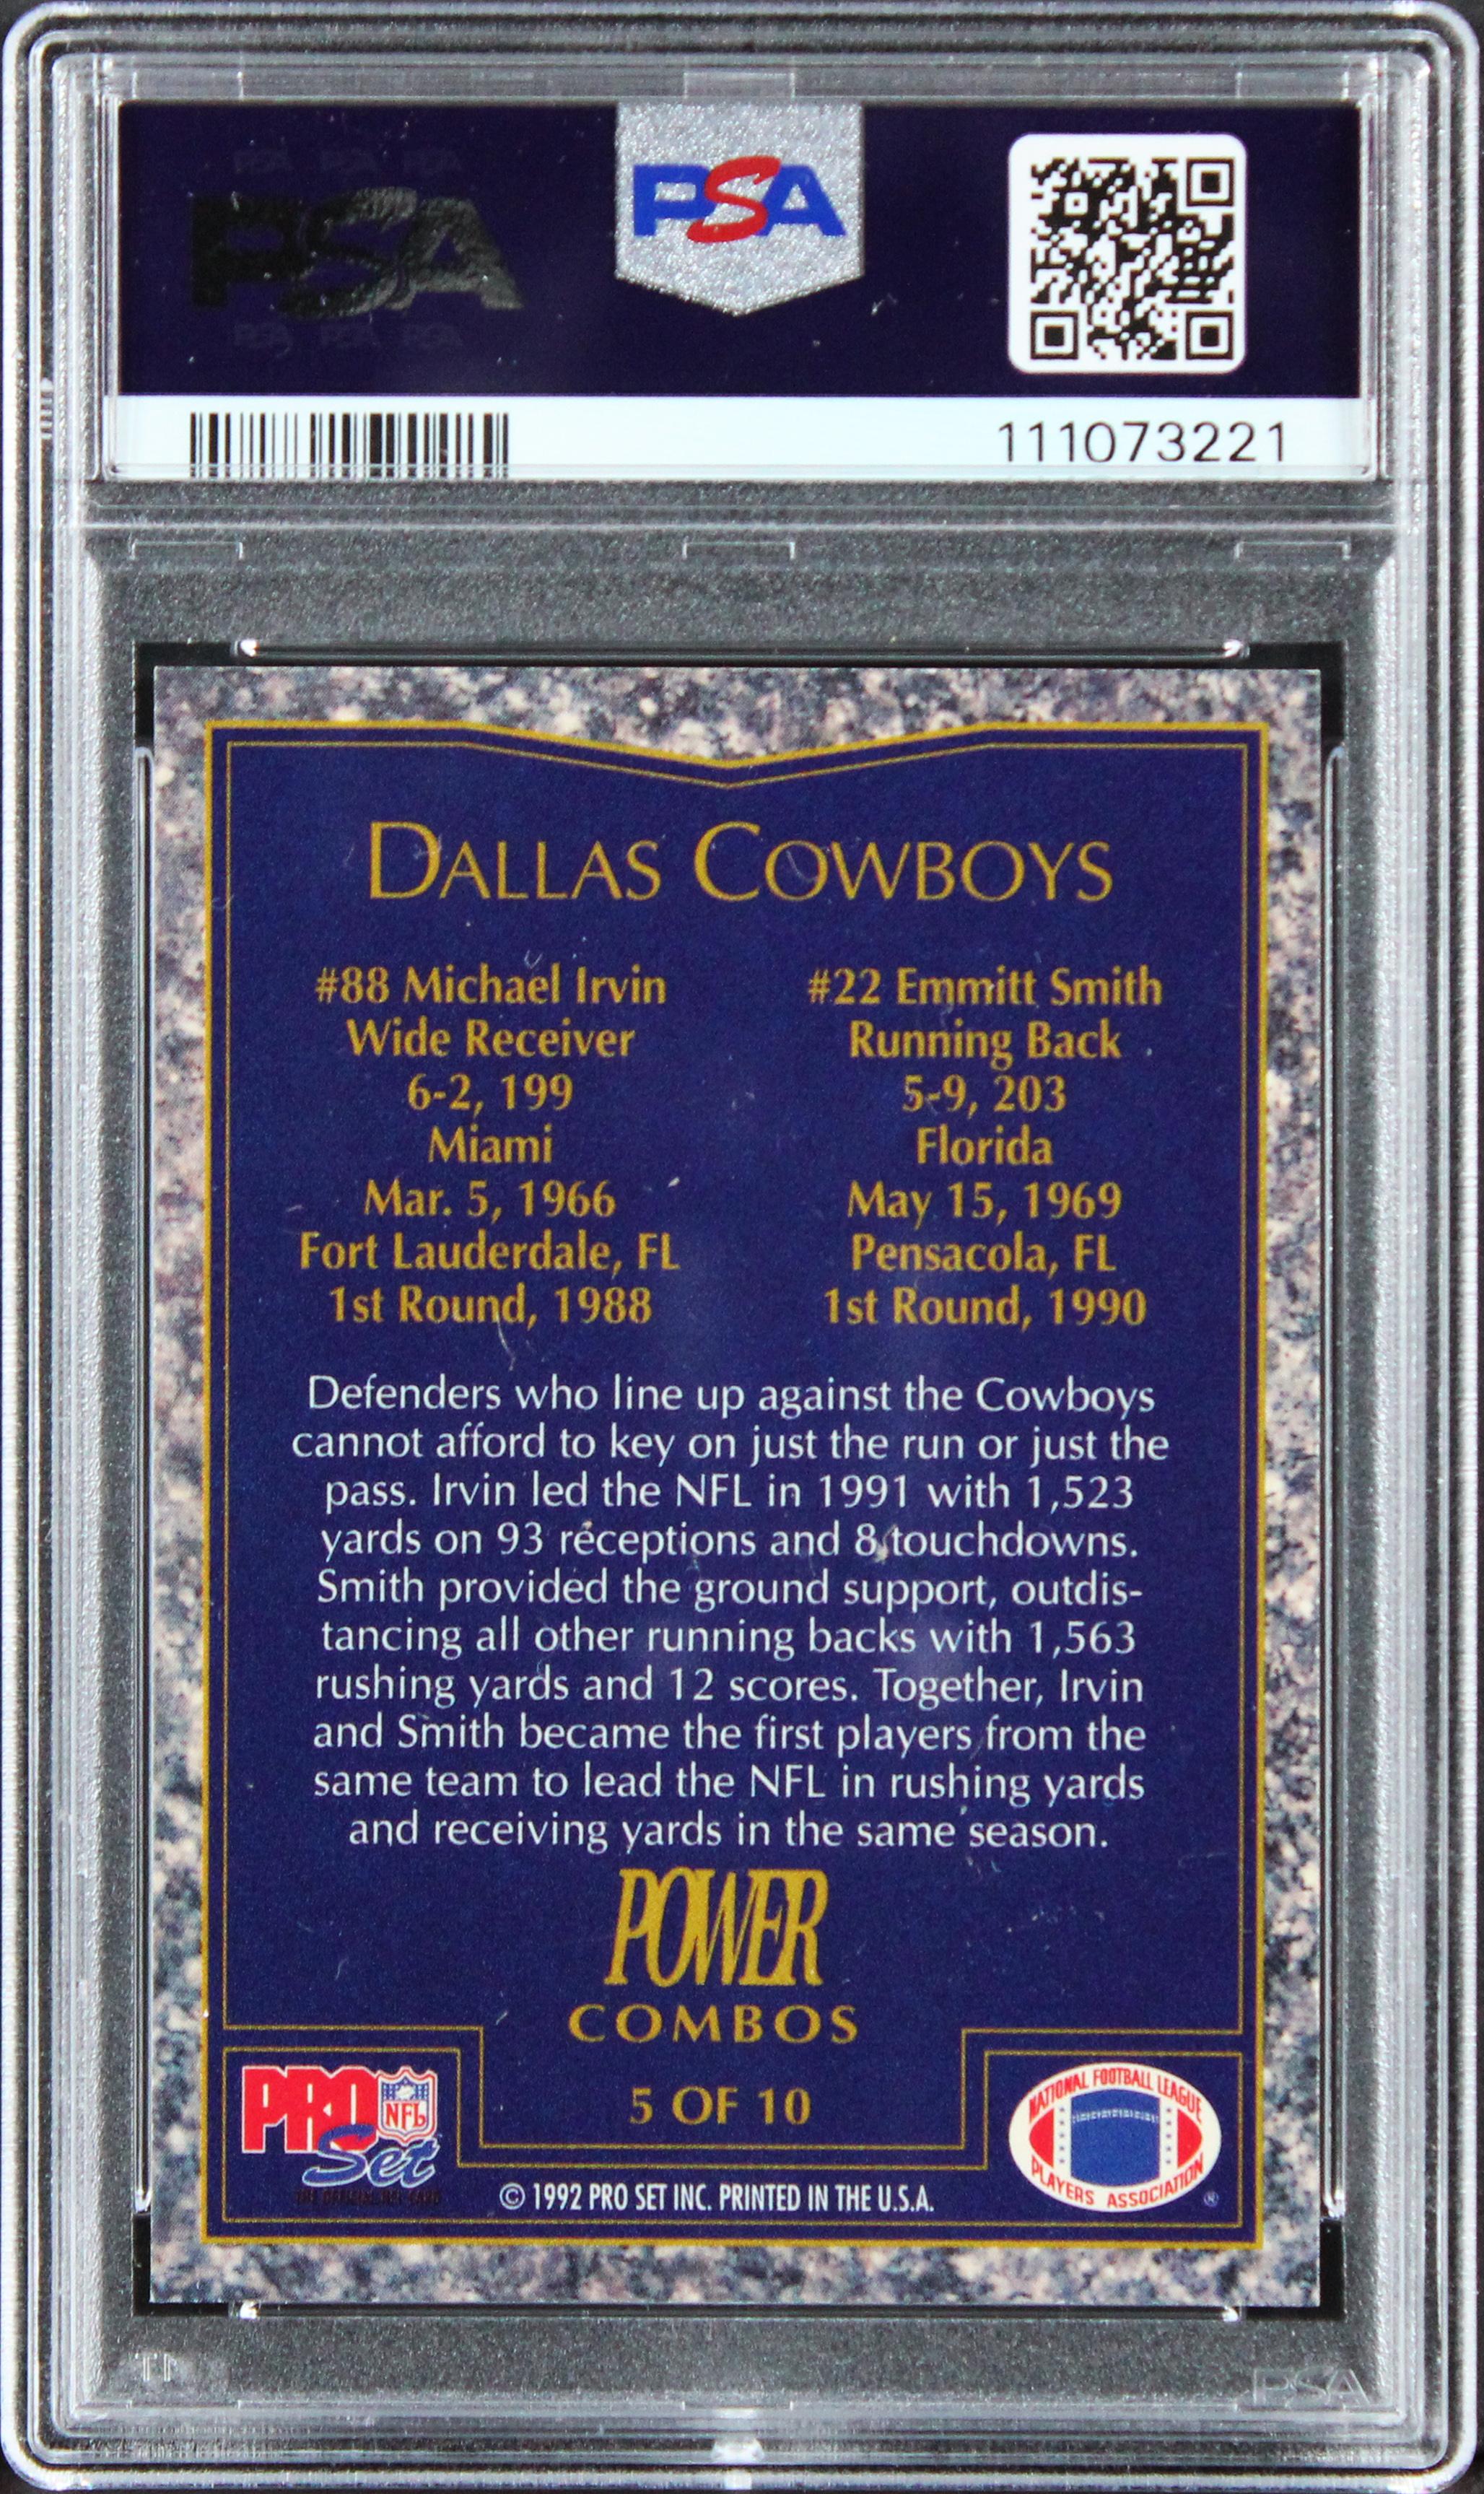 PSA
PSA
111073221
DALLAS COWBOYS
#88 Michael Irvin
Wide Receiver
6-2, 199
Miami
Mar. 5, 1966
Fort Lauderdale, FL
1st Round, 1988
#22 Emmitt Smith
Running Back
5-9, 203
Florida
May 15, 1969
Pensacola, FL
1st Round, 1990
Defenders who line up against the Cowboys
cannot afford to key on just the run or just the
pass. Irvin led the NFL in 1991 with 1,523
yards on 93 receptions and 8 touchdowns.
Smith provided the ground support, outdis-
tancing all other running backs with 1,563
rushing yards and 12 scores. Together, Irvin
and Smith became the first players from the
same team to lead the NFL in rushing yards
and receiving yards in the same season.
POWER
COMBOS
5 OF 10
PRO
NFL
Set
© 1992 PRO SET INC. PRINTED IN THE U.S.A.
NATIONAL FOOTBALL LEAGUE
PLAYERS ASSOCIATION
®
PSA